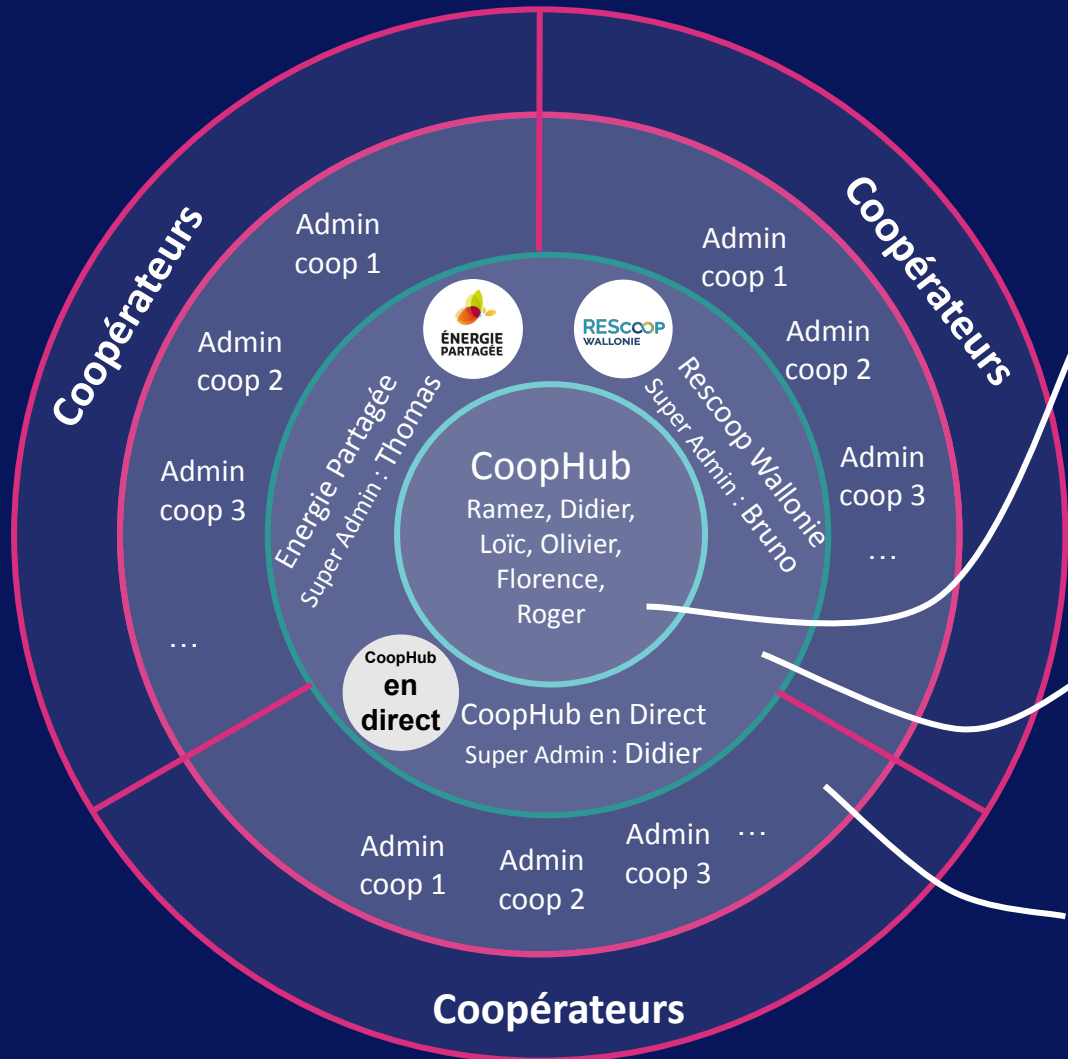 Coopérateurs
Coopérateurs
Admin
coop 1
Admin
coop 2
Admin
coop 3
...
Admin
coop 1
Admin
coop 2
Admin
coop 3
...
ÉNERGIE
PARTAGÉE
REScoop
WALLONIE
Energie Partagée
Super Admin : Thomas
Rescoop Wallonie
Super Admin : Bruno
CoopHub
Ramez, Didier,
Loïc, Olivier,
Florence,
Roger
CoopHub
en
direct
CoopHub en Direct
Super Admin : Didier
Admin
coop 1
Admin
coop 2
Admin
coop 3
...
Coopérateurs